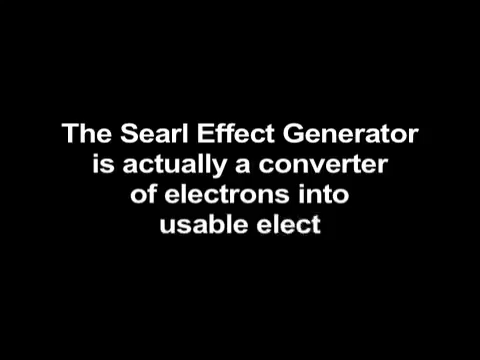 The Searl Effect Generator
is actually a converter
of electrons into
usable elect